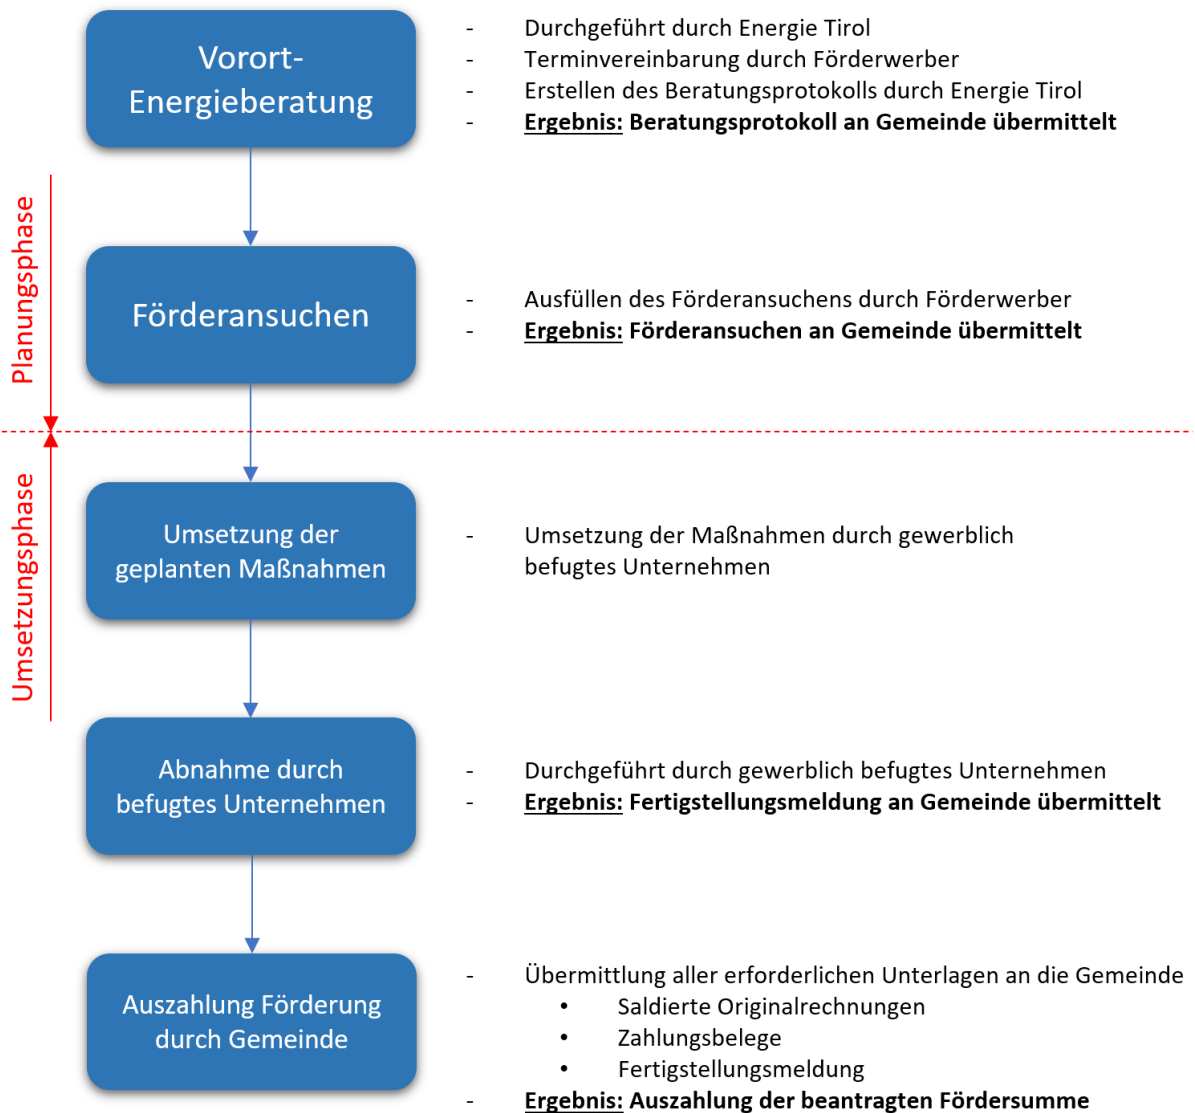 Vorort-
Energieberatung
- Durchgeführt durch Energie Tirol
- Terminvereinbarung durch Förderwerber
- Erstellen des Beratungsprotokolls durch Energie Tirol
- Ergebnis: Beratungsprotokoll an Gemeinde übermittelt
Planungsphase
Förderansuchen
- Ausfüllen des Förderansuchens durch Förderwerber
- Ergebnis: Förderansuchen an Gemeinde übermittelt
Umsetzungsphase
Umsetzung der
geplanten Maßnahmen
- Umsetzung der Maßnahmen durch gewerblich
befugtes Unternehmen
Abnahme durch
befugtes Unternehmen
- Durchgeführt durch gewerblich befugtes Unternehmen
- Ergebnis: Fertigstellungsmeldung an Gemeinde übermittelt
Auszahlung Förderung
durch Gemeinde
- Übermittlung aller erforderlichen Unterlagen an die Gemeinde
• Saldierte Originalrechnungen
• Zahlungsbelege
• Fertigstellungsmeldung
- Ergebnis: Auszahlung der beantragten Fördersumme